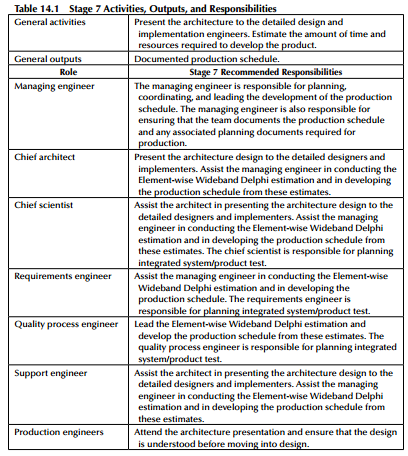 Table 14.1 Stage 7 Activities, Outputs, and Responsibilities
General activities
Present the architecture to the detailed design and
implementation engineers. Estimate the amount of time and
resources required to develop the product.
General outputs
Documented production schedule.
Role
Stage 7 Recommended Responsibilities
Managing engineer
The managing engineer is responsible for planning,
coordinating, and leading the development of the production
schedule. The managing engineer is also responsible for
ensuring that the team documents the production schedule
and any associated planning documents required for
production.
Chief architect
Present the architecture design to the detailed designers and
implementers. Assist the managing engineer in conducting the
Element-wise Wideband Delphi estimation and in developing
the production schedule from these estimates.
Chief scientist
Assist the architect in presenting the architecture design to the
detailed designers and implementers. Assist the managing
engineer in conducting the Element-wise Wideband Delphi
estimation and in developing the production schedule from
these estimates. The chief scientist is responsible for planning
integrated system/product test.
Requirements engineer
Assist the managing engineer in conducting the Element-wise
Wideband Delphi estimation and in developing the
production schedule. The requirements engineer is
responsible for planning integrated system/product test.
Quality process engineer
Lead the Element-wise Wideband Delphi estimation and
develop the production schedule from these estimates. The
quality process engineer is responsible for planning integrated
system/product test.
Support engineer
Assist the architect in presenting the architecture design to the
detailed designers and implementers. Assist the managing
engineer in conducting the Element-wise Wideband Delphi
estimation and in developing the production schedule from
these estimates.
Production engineers
Attend the architecture presentation and ensure that the design
is understood before moving into design.